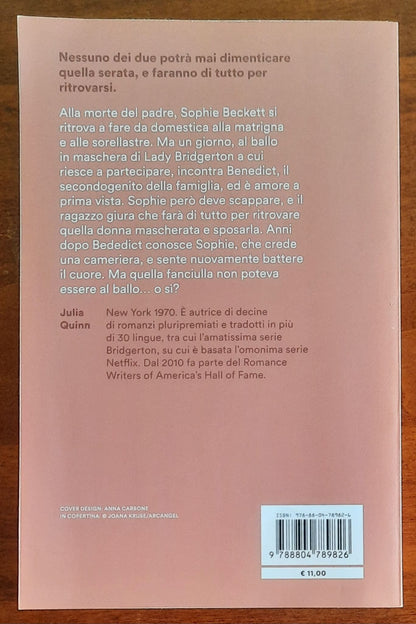 Nessuno dei due potrà mai dimenticare
quella serata, e faranno di tutto per
ritrovarsi.
Alla morte del padre, Sophie Beckett si
ritrova a fare da domestica alla matrigna
e alle sorellastre. Ma un giorno, al ballo
in maschera di Lady Bridgerton a cui
riesce a partecipare, incontra Benedict, il
secondogenito della famiglia, ed è amore a
prima vista. Sophie però deve scappare, e il
ragazzo giura che farà di tutto per ritrovare
quella donna mascherata e sposarla. Anni
dopo Bededict conosce Sophie, che crede
una cameriera, e sente nuovamente battere
il cuore. Ma quella fanciulla non poteva
essere al ballo... o sì?
Julia
Quinn
New York 1970. È autrice di decine
di romanzi pluripremiati e tradotti in più
di 30 lingue, tra cui l'amatissima serie
Bridgerton, su cui è basata l'omonima serie
Netflix. Dal 2010 fa parte del Romance
Writers of America's Hall of Fame.
COVER DESIGN: ANNA CARBONE
IN COPERTINA: © JOANA KRUSE/ARCANGEL
ISBN: 978-88-04-78982-6
9 788804 789826
€ 11,00